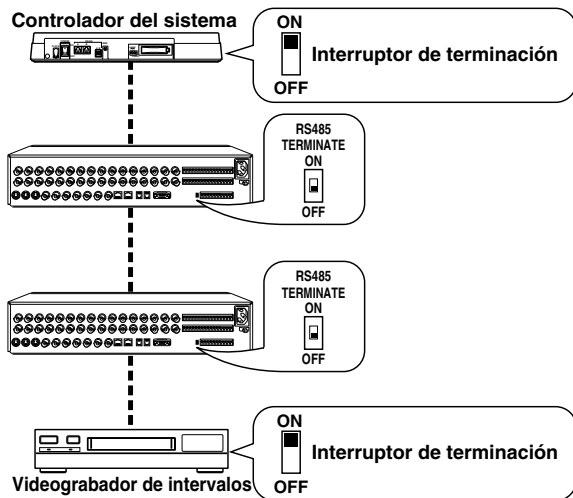 Controlador del sistema
ON
Interruptor de terminación
OFF
RS485
TERMINATE
ON
OFF
RS485
TERMINATE
ON
OFF
ON
Interruptor de terminación
OFF
Videograbador de intervalos